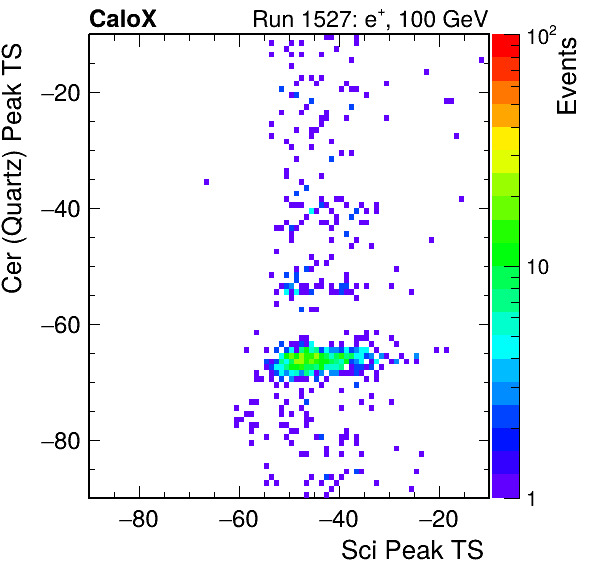 CaloX Run 1527: e⁺, 100 GeV
Cer (Quartz) Peak TS
−20
−40
−60
−80
−80 −60 −40 −20
Sci Peak TS
10²
10
1
Events